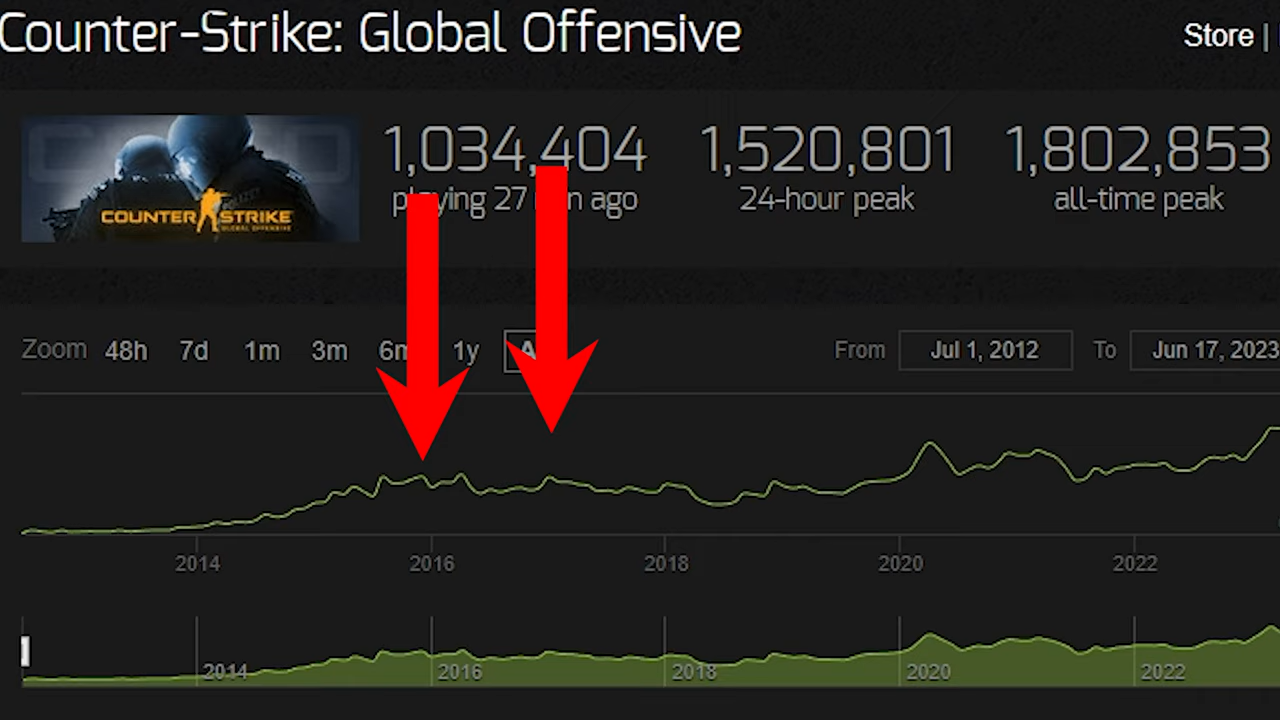 Counter-Strike: Global Offensive
Store |
1,034,404
1,520,801
1,802,853
playing 27 min ago
24-hour peak
all-time peak
COUNTER STRIKE
GLOBAL OFFENSIVE
Zoom 48h 7d 1m 3m 6m 1y
From Jul 1, 2012 To Jun 17, 2023
2014 2016 2018 2020 2022
2014 2016 2018 2020 2022